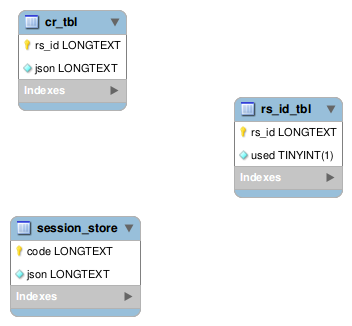 cr_tbl
rs_id LONGTEXT
json LONGTEXT
Indexes
rs_id_tbl
rs_id LONGTEXT
used TINYINT(1)
Indexes
session_store
code LONGTEXT
json LONGTEXT
Indexes